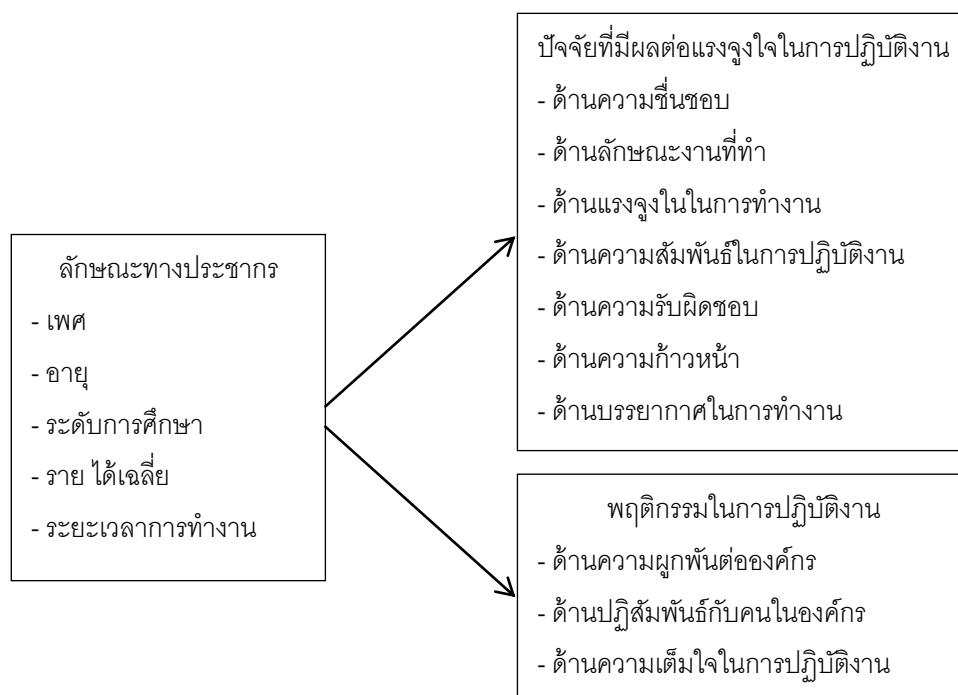 ลักษณะทางประชากร
- เพศ
- อายุ
- ระดับการศึกษา
- ราย ได้เฉลี่ย
- ระยะเวลาการทำงาน
ปัจจัยที่มีผลต่อแรงจูงใจในการปฏิบัติงาน
- ด้านความชื่นชอบ
- ด้านลักษณะงานที่ทำ
- ด้านแรงจูงในในการทำงาน
- ด้านความสัมพันธ์ในการปฏิบัติงาน
- ด้านความรับผิดชอบ
- ด้านความก้าวหน้า
- ด้านบรรยากาศในการทำงาน
พฤติกรรมในการปฏิบัติงาน
- ด้านความผูกพันต่อองค์กร
- ด้านปฏิสัมพันธ์กับคนในองค์กร
- ด้านความเต็มใจในการปฏิบัติงาน